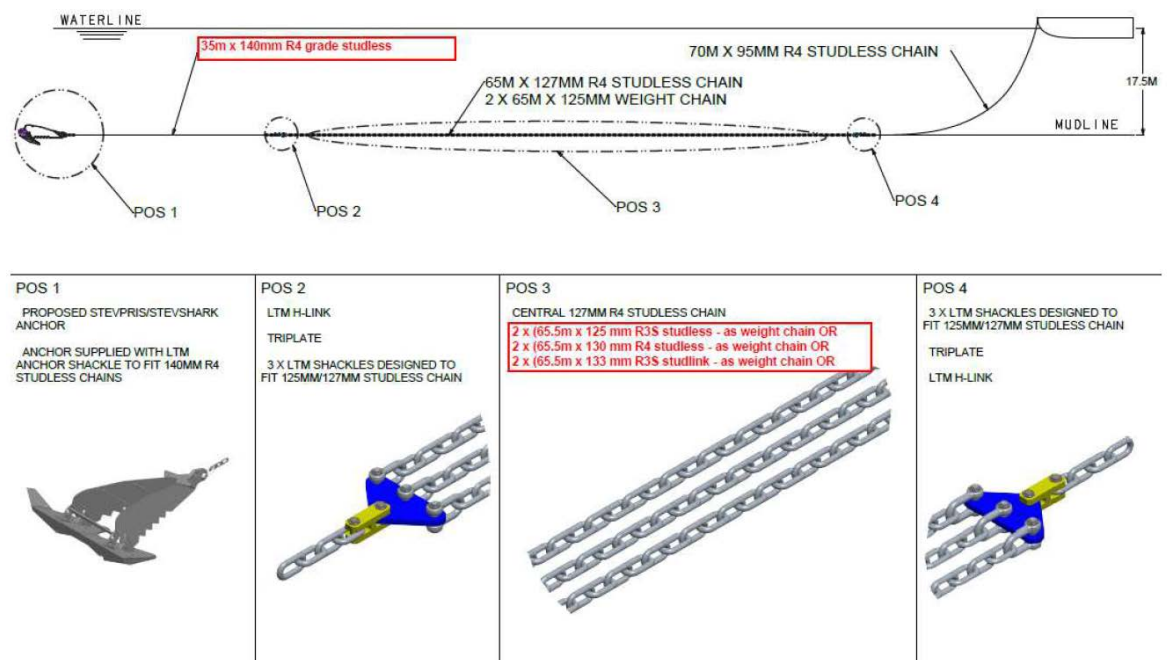 WATERLINE
35m x 140mm R4 grade studless
70M X 95MM R4 STUDLESS CHAIN
65M X 127MM R4 STUDLESS CHAIN
2 X 65M X 125MM WEIGHT CHAIN
17.5M
MUDLINE
POS 1
POS 2
POS 3
POS 4
POS 1
PROPOSED STEVPRIS/STEVSHARK
ANCHOR
ANCHOR SUPPLIED WITH LTM
ANCHOR SHACKLE TO FIT 140MM R4
STUDLESS CHAINS
POS 2
LTM H-LINK
TRIPLATE
3 X LTM SHACKLES DESIGNED TO
FIT 125MM/127MM STUDLESS CHAIN
POS 3
CENTRAL 127MM R4 STUDLESS CHAIN
2 x (65.5m x 125 mm R3S studless - as weight chain OR
2 x (65.5m x 130 mm R4 studless - as weight chain OR
2 x (65.5m x 133 mm R3S studlink - as weight chain OR
POS 4
3 X LTM SHACKLES DESIGNED TO
FIT 125MM/127MM STUDLESS CHAIN
TRIPLATE
LTM H-LINK